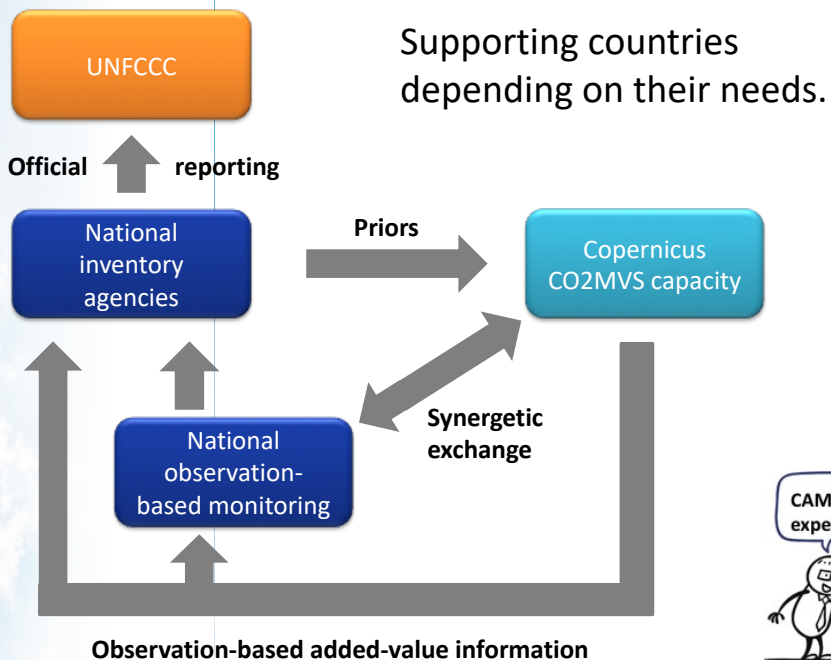 UNFCCC
Supporting countries
depending on their needs.
Official reporting
National
inventory
agencies
Priors
Copernicus
CO2MVS capacity
Synergetic
exchange
National
observation-
based monitoring
Observation-based added-value information